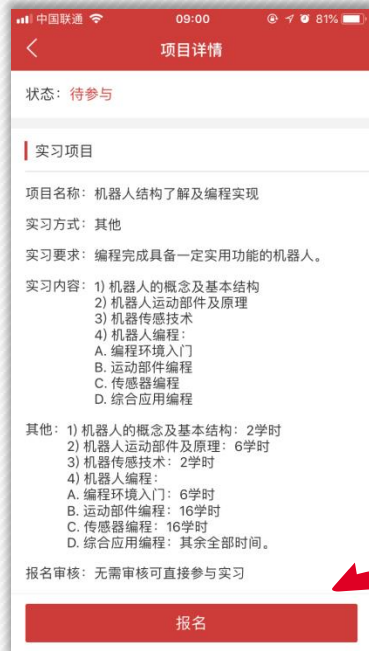 中国联通 09:00 81%
项目详情
状态：待参与
实习项目
项目名称：机器人结构了解及编程实现
实习方式：其他
实习要求：编程完成具备一定实用功能的机器人。
实习内容：1) 机器人的概念及基本结构
2) 机器人运动部件及原理
3) 机器传感技术
4) 机器人编程：
A. 编程环境入门
B. 运动部件编程
C. 传感器编程
D. 综合应用编程
其他：1) 机器人的概念及基本结构：2学时
2) 机器人运动部件及原理：6学时
3) 机器传感技术：2学时
4) 机器人编程：
A. 编程环境入门：6学时
B. 运动部件编程：16学时
C. 传感器编程：16学时
D. 综合应用编程：其余全部时间。
报名审核：无需审核可直接参与实习
报名